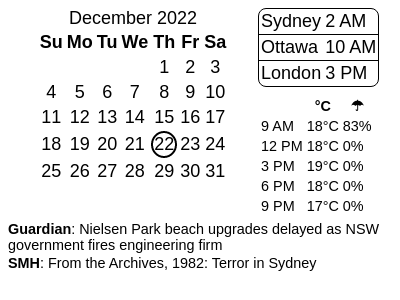 December 2022
Su Mo Tu We Th Fr Sa
1 2 3
4 5 6 7 8 9 10
11 12 13 14 15 16 17
18 19 20 21 22 23 24
25 26 27 28 29 30 31
Sydney 2 AM
Ottawa 10 AM
London 3 PM
°C ☂
9 AM 18°C 83%
12 PM 18°C 0%
3 PM 19°C 0%
6 PM 18°C 0%
9 PM 17°C 0%
Guardian: Nielsen Park beach upgrades delayed as NSW
government fires engineering firm
SMH: From the Archives, 1982: Terror in Sydney